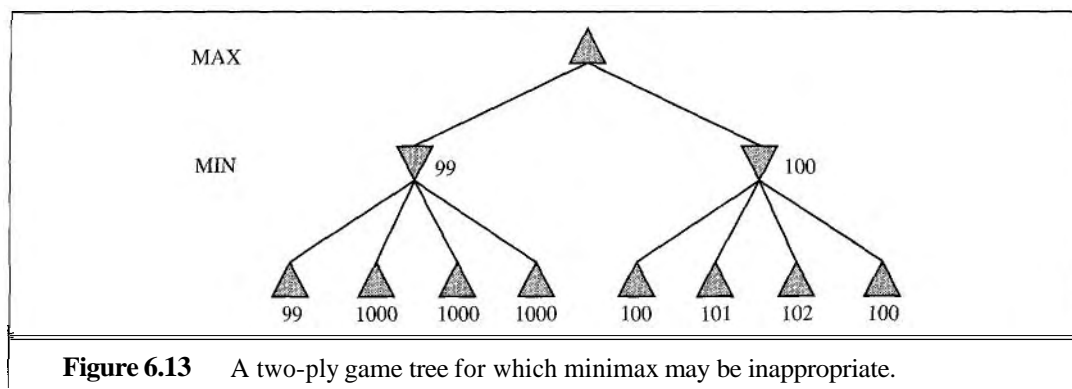 MAX
MIN
99
100
99 1000 1000 1000 100 101 102 100
Figure 6.13 A two-ply game tree for which minimax may be inappropriate.